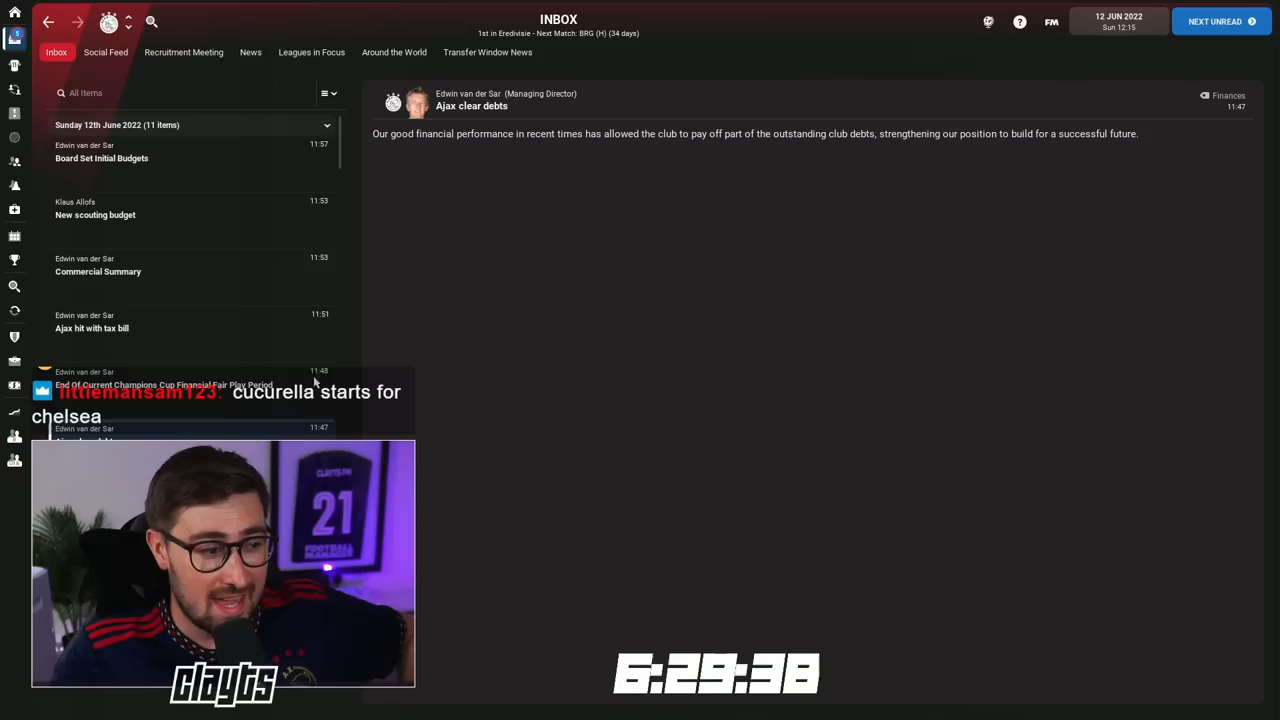 INBOX
1st in Eredivisie - Next Match: BRG (H) (34 days)
FM
12 JUN 2022
Sun 12:15
NEXT UNREAD
Inbox
Social Feed
Recruitment Meeting
News
Leagues in Focus
Around the World
Transfer Window News
All Items
Sunday 12th June 2022 (11 items)
Edwin van der Sar
11:57
Board Set Initial Budgets
Klaus Allofs
11:53
New scouting budget
Edwin van der Sar
11:53
Commercial Summary
Edwin van der Sar
11:51
Ajax hit with tax bill
11:48
End Of Current Champions Cup Financial Fair Play Period
littlemansam123: cucurella starts for
chelsea
Edwin van der Sar
11:47
Edwin van der Sar (Managing Director)
Ajax clear debts
Finances
11:47
Our good financial performance in recent times has allowed the club to pay off part of the outstanding club debts, strengthening our position to build for a successful future.
CLAYTS FM
21
FOOTBALL
MANAGER
clayts
6:29:38